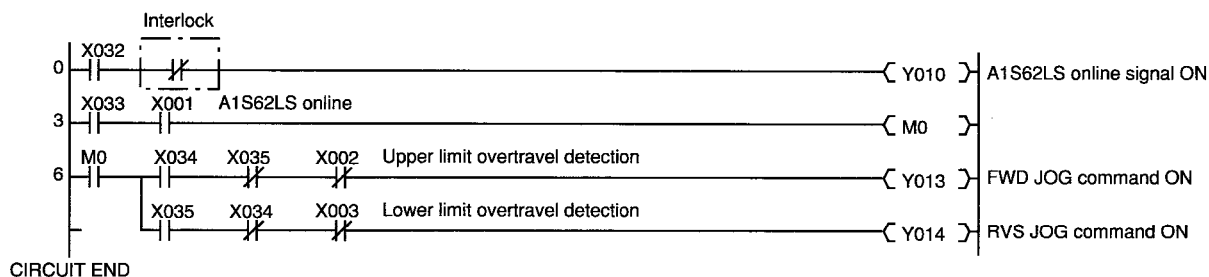 Interlock
X032
0 Y010 A1S62LS online signal ON
X033 X001 A1S62LS online
3 M0
M0 X034 X035 X002 Upper limit overtravel detection
6 Y013 FWD JOG command ON
X035 X034 X003 Lower limit overtravel detection
Y014 RVS JOG command ON
CIRCUIT END